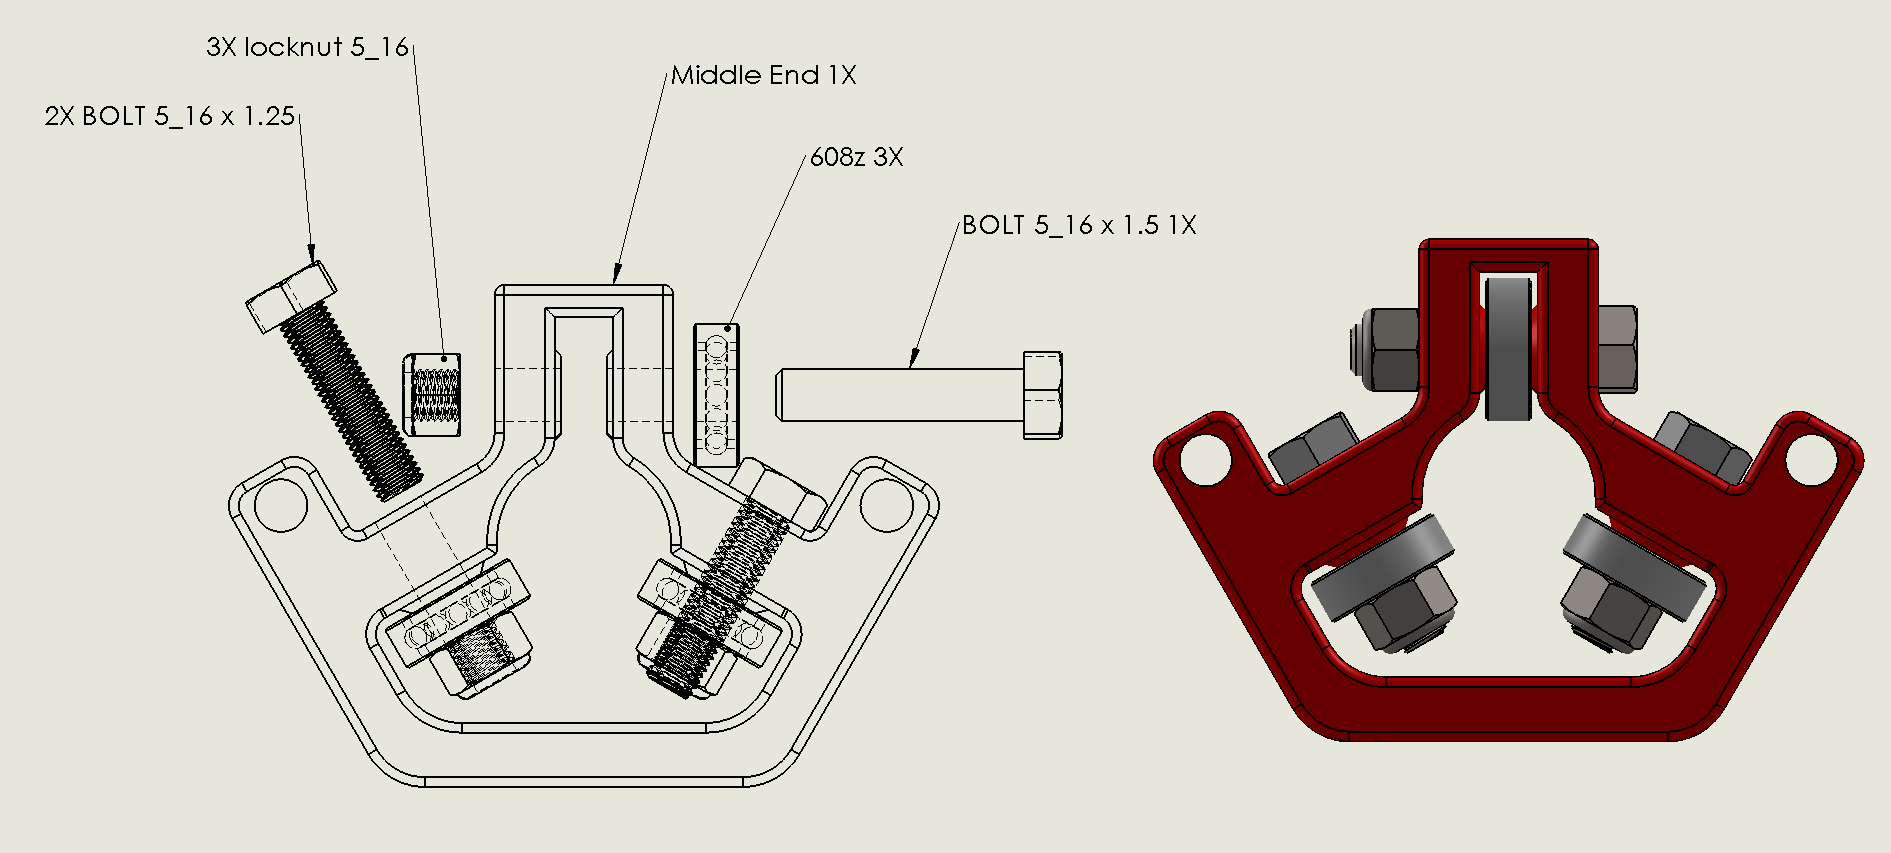 3X locknut 5_16
Middle End 1X
2X BOLT 5_16 x 1.25
608z 3X
BOLT 5_16 x 1.5 1X